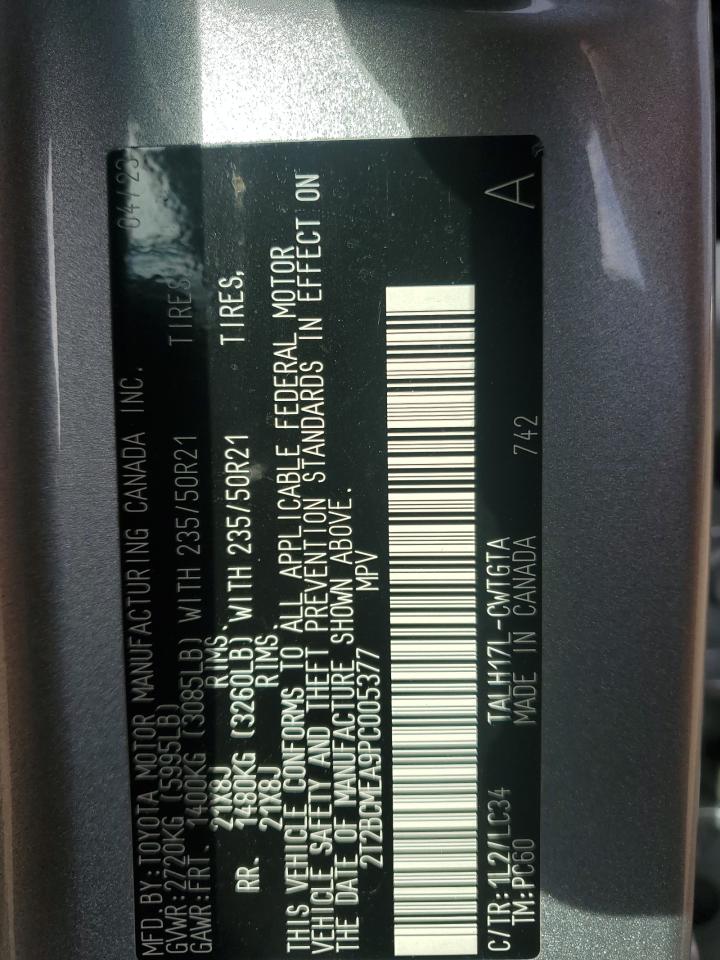 MFD.BY:TOYOTA MOTOR MANUFACTURING CANADA INC. 04/23
GVWR:2720KG (5995LB)
GAWR:FRT. 1400KG (3085LB) WITH 235/50R21 TIRES,
21X8J RIMS.
RR. 1480KG (3260LB) WITH 235/50R21 TIRES,
21X8J RIMS.
THIS VEHICLE CONFORMS TO ALL APPLICABLE FEDERAL MOTOR
VEHICLE SAFETY AND THEFT PREVENTION STANDARDS IN EFFECT ON
THE DATE OF MANUFACTURE SHOWN ABOVE.
2T2BCMEA9PC005377 MPV
C/TR:1L2/LC34 TALH17L-CWTGTA A
TM:PC60 MADE IN CANADA 742